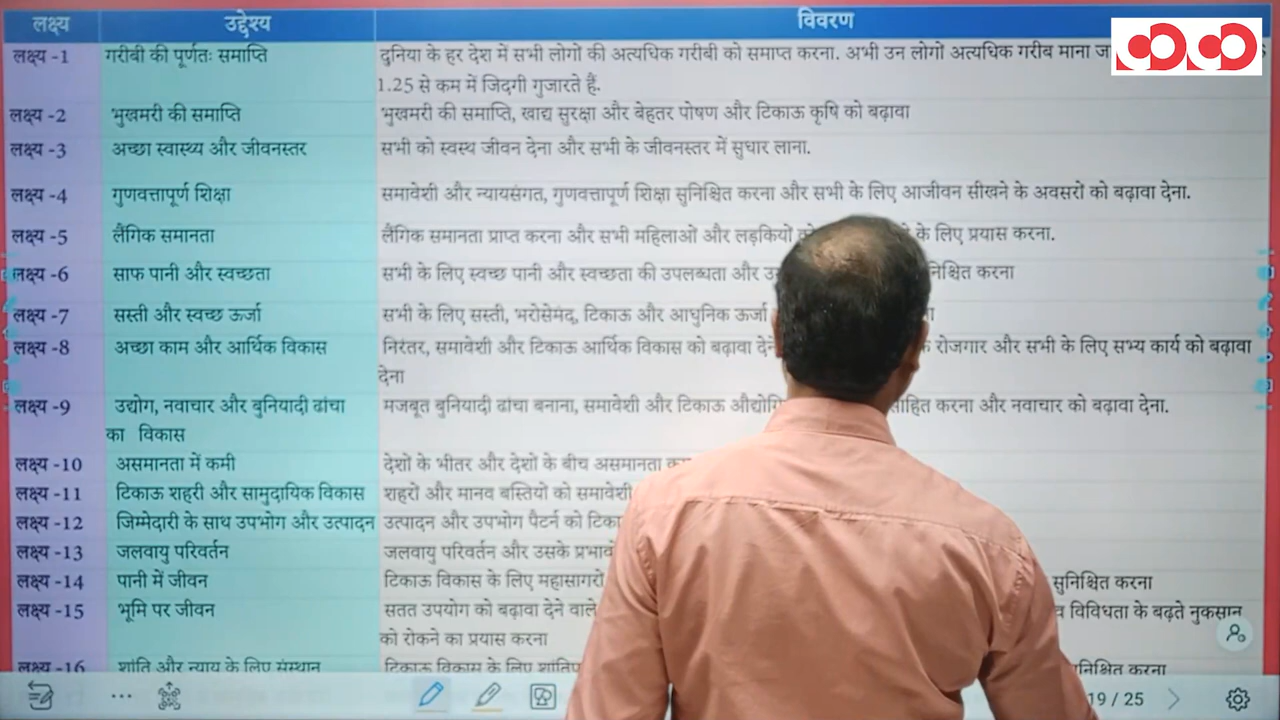 लक्ष्य उद्देश्य विवरण
लक्ष्य -1 गरीबी की पूर्णतः समाप्ति दुनिया के हर देश में सभी लोगों की अत्यधिक गरीबी को समाप्त करना. अभी उन लोगों अत्यधिक गरीब माना
1.25 से कम में जिदगी गुजारते हैं.
लक्ष्य -2 भुखमरी की समाप्ति भुखमरी की समाप्ति, खाद्य सुरक्षा और बेहतर पोषण और टिकाऊ कृषि को बढ़ावा
लक्ष्य -3 अच्छा स्वास्थ्य और जीवनस्तर सभी को स्वस्थ जीवन देना और सभी के जीवनस्तर में सुधार लाना.
लक्ष्य -4 गुणवत्तापूर्ण शिक्षा समावेशी और न्यायसंगत, गुणवत्तापूर्ण शिक्षा सुनिश्चित करना और सभी के लिए आजीवन सीखने के अवसरों को बढ़ावा देना.
लक्ष्य -5 लैंगिक समानता लैंगिक समानता प्राप्त करना और सभी महिलाओं और लड़कियों के लिए प्रयास करना.
लक्ष्य -6 साफ पानी और स्वच्छता सभी के लिए स्वच्छ पानी और स्वच्छता की उपलब्धता और निश्चित करना
लक्ष्य -7 सस्ती और स्वच्छ ऊर्जा सभी के लिए सस्ती, भरोसेमंद, टिकाऊ और आधुनिक ऊर्जा
लक्ष्य -8 अच्छा काम और आर्थिक विकास निरंतर, समावेशी और टिकाऊ आर्थिक विकास को बढ़ावा देने रोजगार और सभी के लिए सभ्य कार्य को बढ़ावा
देना
लक्ष्य -9 उद्योग, नवाचार और बुनियादी ढांचा मजबूत बुनियादी ढांचा बनाना, समावेशी और टिकाऊ करना और नवाचार को बढ़ावा देना.
का विकास
लक्ष्य -10 असमानता में कमी देशों के भीतर और देशों के बीच असमानता
लक्ष्य -11 टिकाऊ शहरी और सामुदायिक विकास शहरों और मानव बस्तियों को समावेशी
लक्ष्य -12 जिम्मेदारी के साथ उपभोग और उत्पादन उत्पादन और उपभोग पैटर्न को
लक्ष्य -13 जलवायु परिवर्तन जलवायु परिवर्तन और उसके
लक्ष्य -14 पानी में जीवन टिकाऊ विकास के लिए सुनिश्चित करना
लक्ष्य -15 भूमि पर जीवन सतत उपयोग को बढ़ावा देने वाले विविधता के बढ़ते नुकसान
को रोकने का प्रयास करना
लक्ष्य -16 शांति और न्याय के लिए संस्थान टिकाऊ विकास के लिए करना
19 / 25